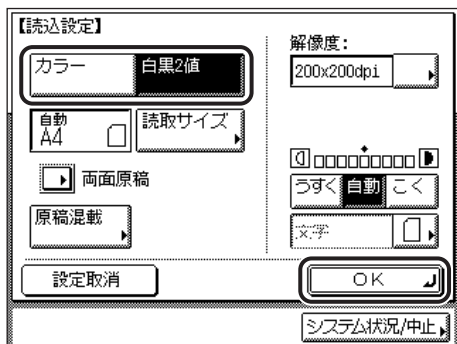 【読込設定】
カラー
白黒2値
解像度：
200x200dpi
自動
A4
読取サイズ
両面原稿
うすく
自動
こく
原稿混載
文字
設定取消
OK
システム状況/中止